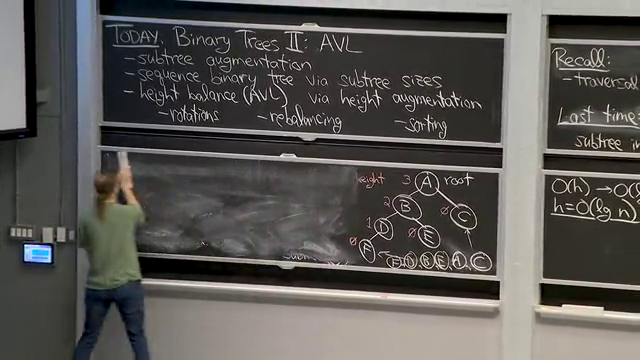 TODAY: Binary Trees II: AVL
- subtree augmentation
- sequence binary tree via subtree sizes
- height balance (AVL) via height augmentation
- rotations - rebalancing - sorting
height 3 A root
2 B Ø C
1 D Ø E
Ø F
F D B E A C
Recall:
- traversal
Last time:
subtree in
O(h) →
h = O(lg n)